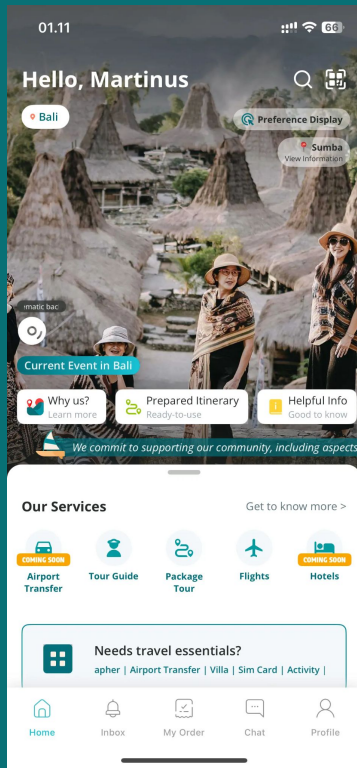 01.11
66
Hello, Martinus
Bali
Preference Display
Sumba
View Information
ematic bac
Current Event in Bali
Why us?
Learn more
Prepared Itinerary
Ready-to-use
Helpful Info
Good to know
We commit to supporting our community, including aspects
Our Services
Get to know more >
COMING SOON
COMING SOON
Airport
Transfer
Tour Guide
Package
Tour
Flights
Hotels
Needs travel essentials?
apher | Airport Transfer | Villa | Sim Card | Activity |
Home
Inbox
My Order
Chat
Profile